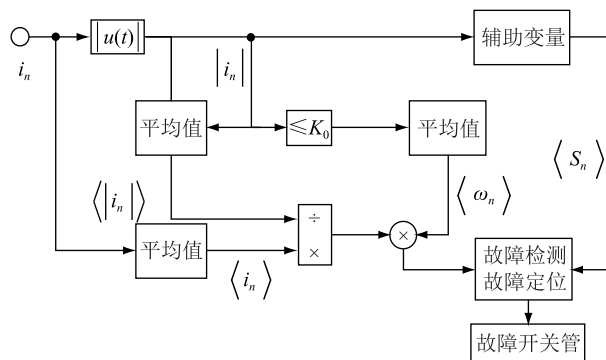 |u(t)|
辅助变量
i_n
|i_n|
平均值
≤K_0
平均值
⟨S_n⟩
⟨|i_n|⟩
⟨ω_n⟩
÷
×
×
平均值
⟨i_n⟩
故障检测
故障定位
故障开关管